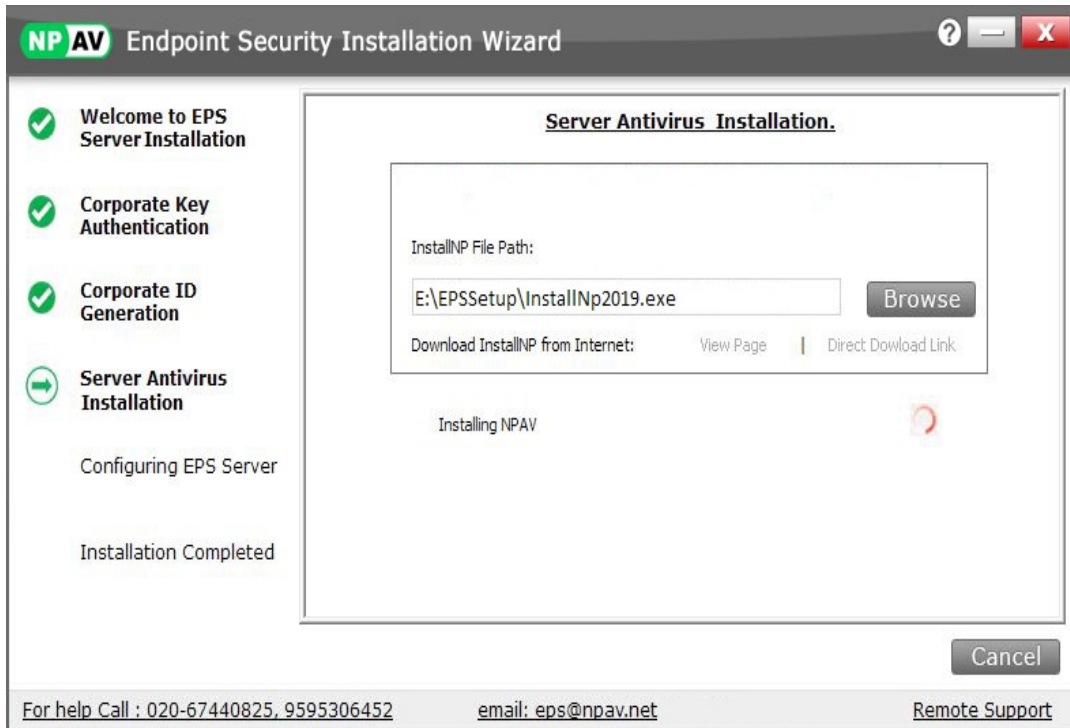 NP AV Endpoint Security Installation Wizard
? X
Welcome to EPS
Server Installation
Corporate Key
Authentication
Corporate ID
Generation
Server Antivirus
Installation
Configuring EPS Server
Installation Completed
Server Antivirus Installation.
InstallNP File Path:
E:\EPSSetup\InstallNp2019.exe
Browse
Download InstallNP from Internet: View Page | Direct Dowload Link
Installing NPAV
Cancel
For help Call : 020-67440825, 9595306452 email: eps@npav.net Remote Support